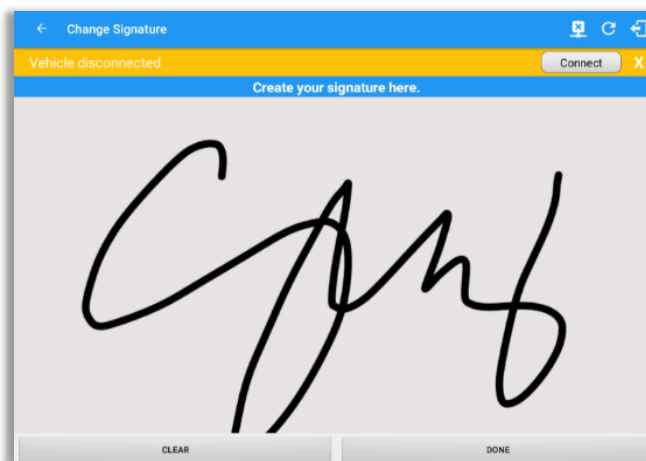 Change Signature
Vehicle disconnected
Connect
X
Create your signature here.
CLEAR
DONE